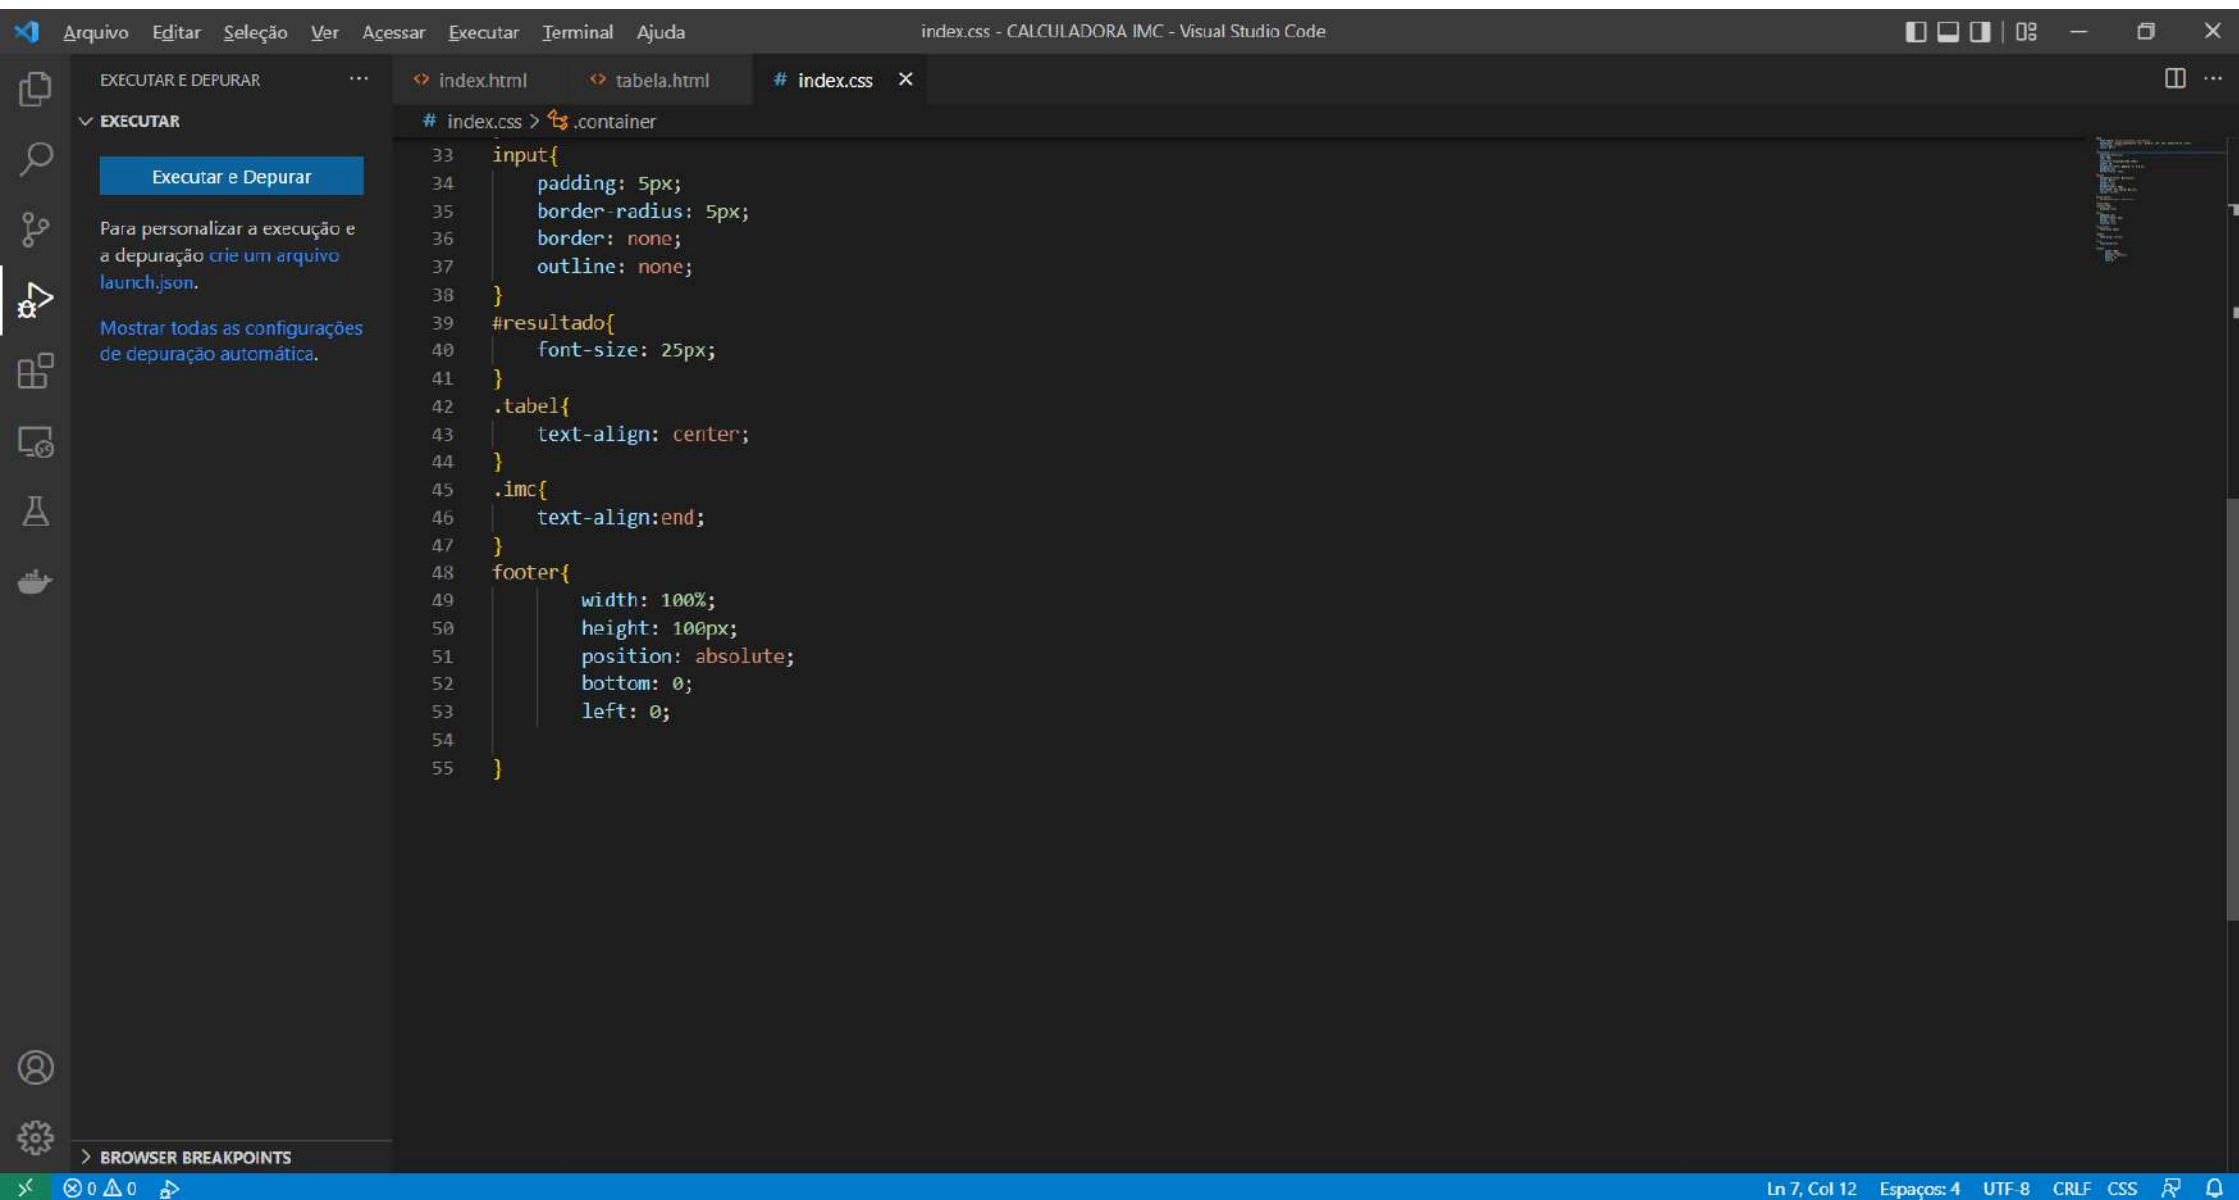 Arquivo Editar Seleção Ver Acessar Executar Terminal Ajuda
index.css - CALCULADORA IMC - Visual Studio Code
EXECUTAR E DEPURAR ...
index.html
tabela.html
# index.css
EXECUTAR
# index.css > .container
Executar e Depurar
Para personalizar a execução e
a depuração crie um arquivo
launch.json.
Mostrar todas as configurações
de depuração automática.
33 input{
34 padding: 5px;
35 border-radius: 5px;
36 border: none;
37 outline: none;
38 }
39 #resultado{
40 font-size: 25px;
41 }
42 .tabel{
43 text-align: center;
44 }
45 .imc{
46 text-align:end;
47 }
48 footer{
49 width: 100%;
50 height: 100px;
51 position: absolute;
52 bottom: 0;
53 left: 0;
54
55 }
BROWSER BREAKPOINTS
0 0
Ln 7, Col 12 Espaços: 4 UTF-8 CRLF CSS